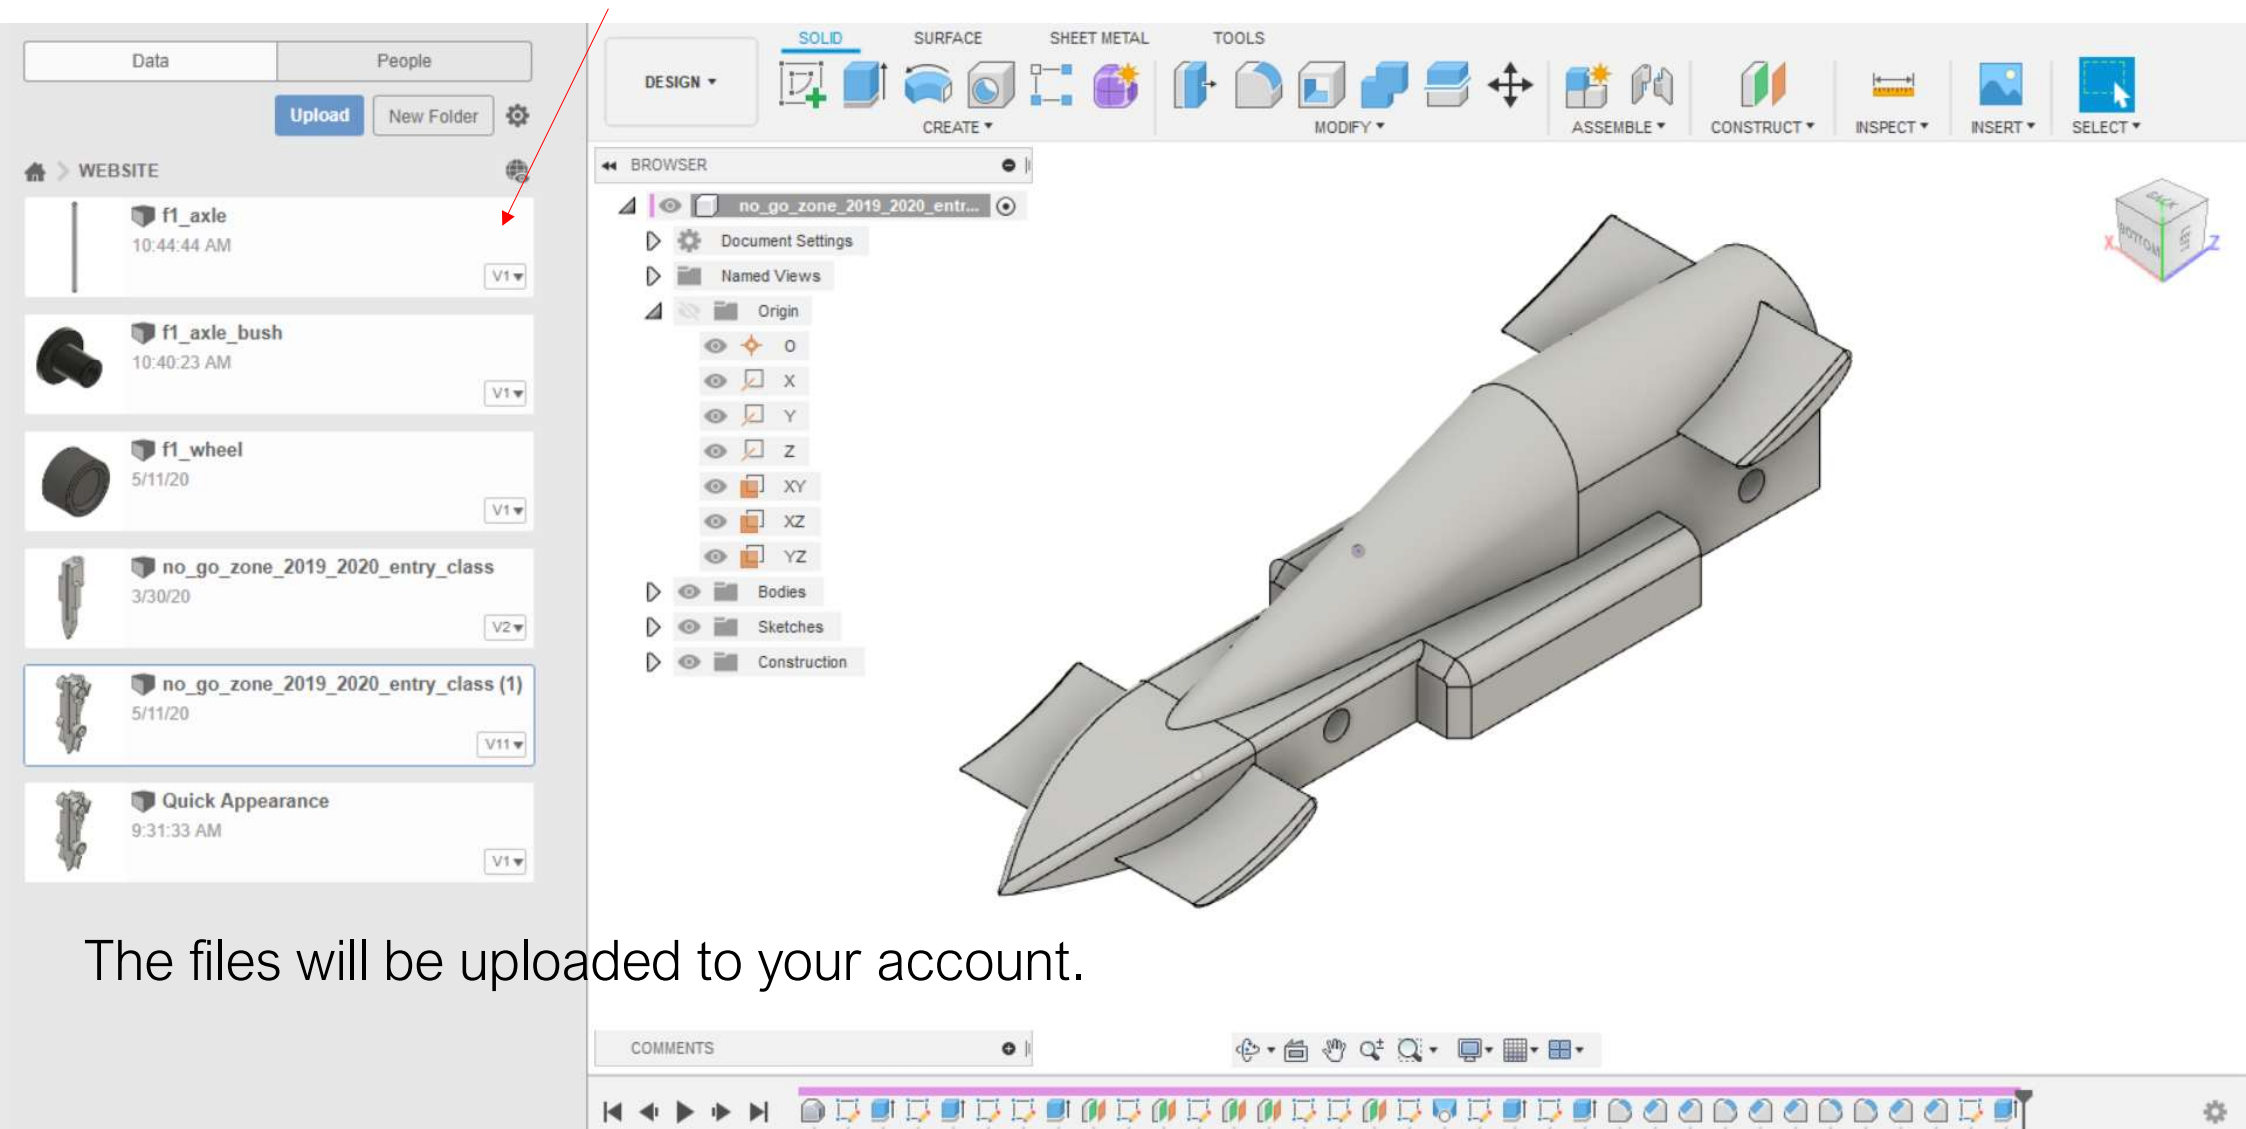 Data
People
Upload
New Folder
WEBSITE
f1_axle
10:44:44 AM
V1
f1_axle_bush
10:40:23 AM
V1
f1_wheel
5/11/20
V1
no_go_zone_2019_2020_entry_class
3/30/20
V2
no_go_zone_2019_2020_entry_class (1)
5/11/20
V11
Quick Appearance
9:31:33 AM
V1
SOLID SURFACE SHEET METAL TOOLS
DESIGN
CREATE MODIFY ASSEMBLE CONSTRUCT INSPECT INSERT SELECT
BROWSER
no_go_zone_2019_2020_entr...
Document Settings
Named Views
Origin
O
X
Y
Z
XY
XZ
YZ
Bodies
Sketches
Construction
BACK
BOTTOM
LEFT
X
Z
The files will be uploaded to your account.
COMMENTS